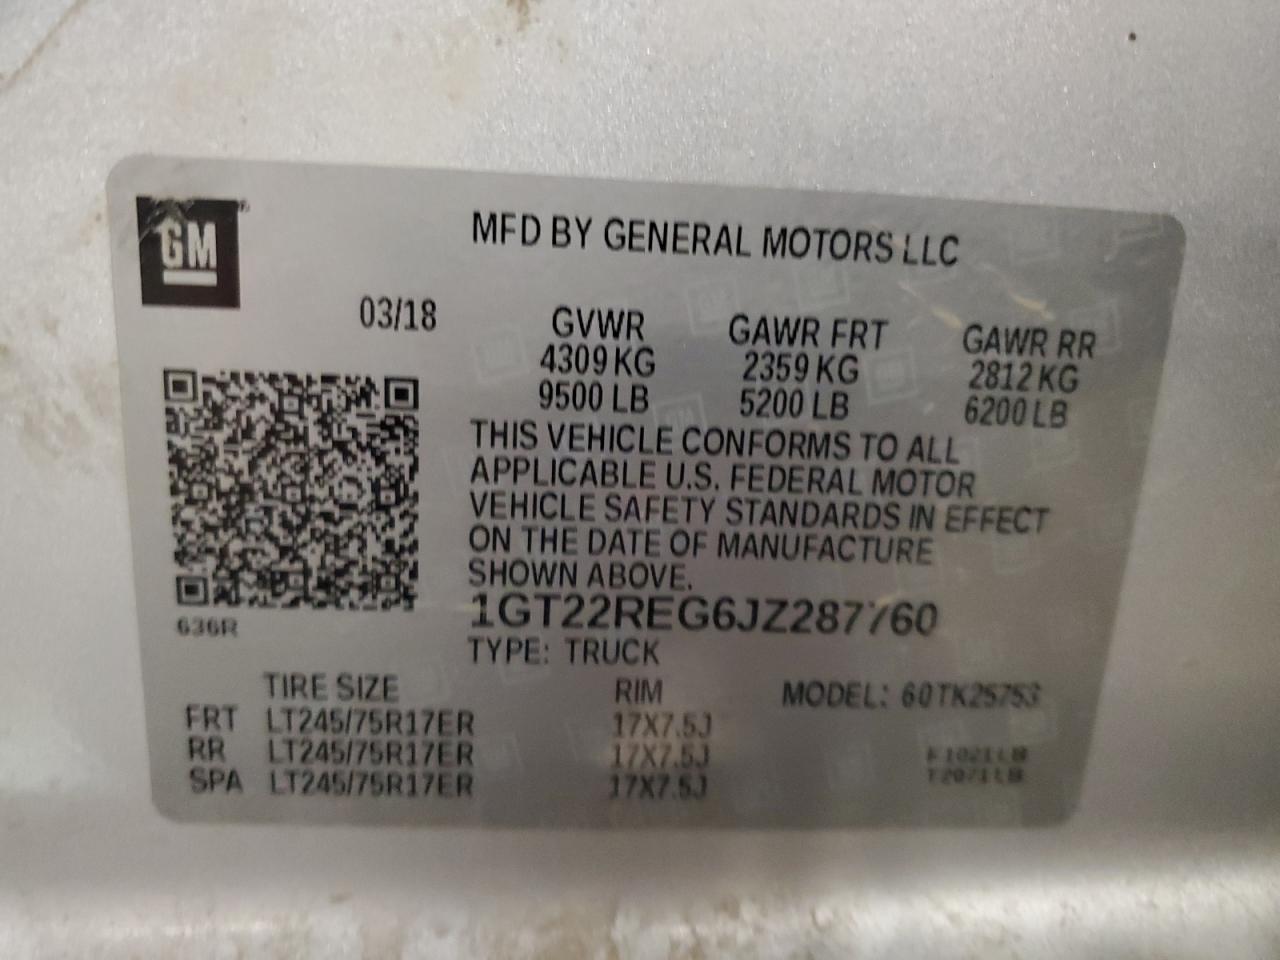 GM
MFD BY GENERAL MOTORS LLC
03/18
GVWR GAWR FRT GAWR RR
4309 KG 2359 KG 2812 KG
9500 LB 5200 LB 6200 LB
THIS VEHICLE CONFORMS TO ALL
APPLICABLE U.S. FEDERAL MOTOR
VEHICLE SAFETY STANDARDS IN EFFECT
ON THE DATE OF MANUFACTURE
SHOWN ABOVE.
1GT22REG6JZ287760
636R
TYPE: TRUCK
TIRE SIZE RIM MODEL: 60TK25753
FRT LT245/75R17ER 17X7.5J
RR LT245/75R17ER 17X7.5J
SPA LT245/75R17ER 17X7.5J